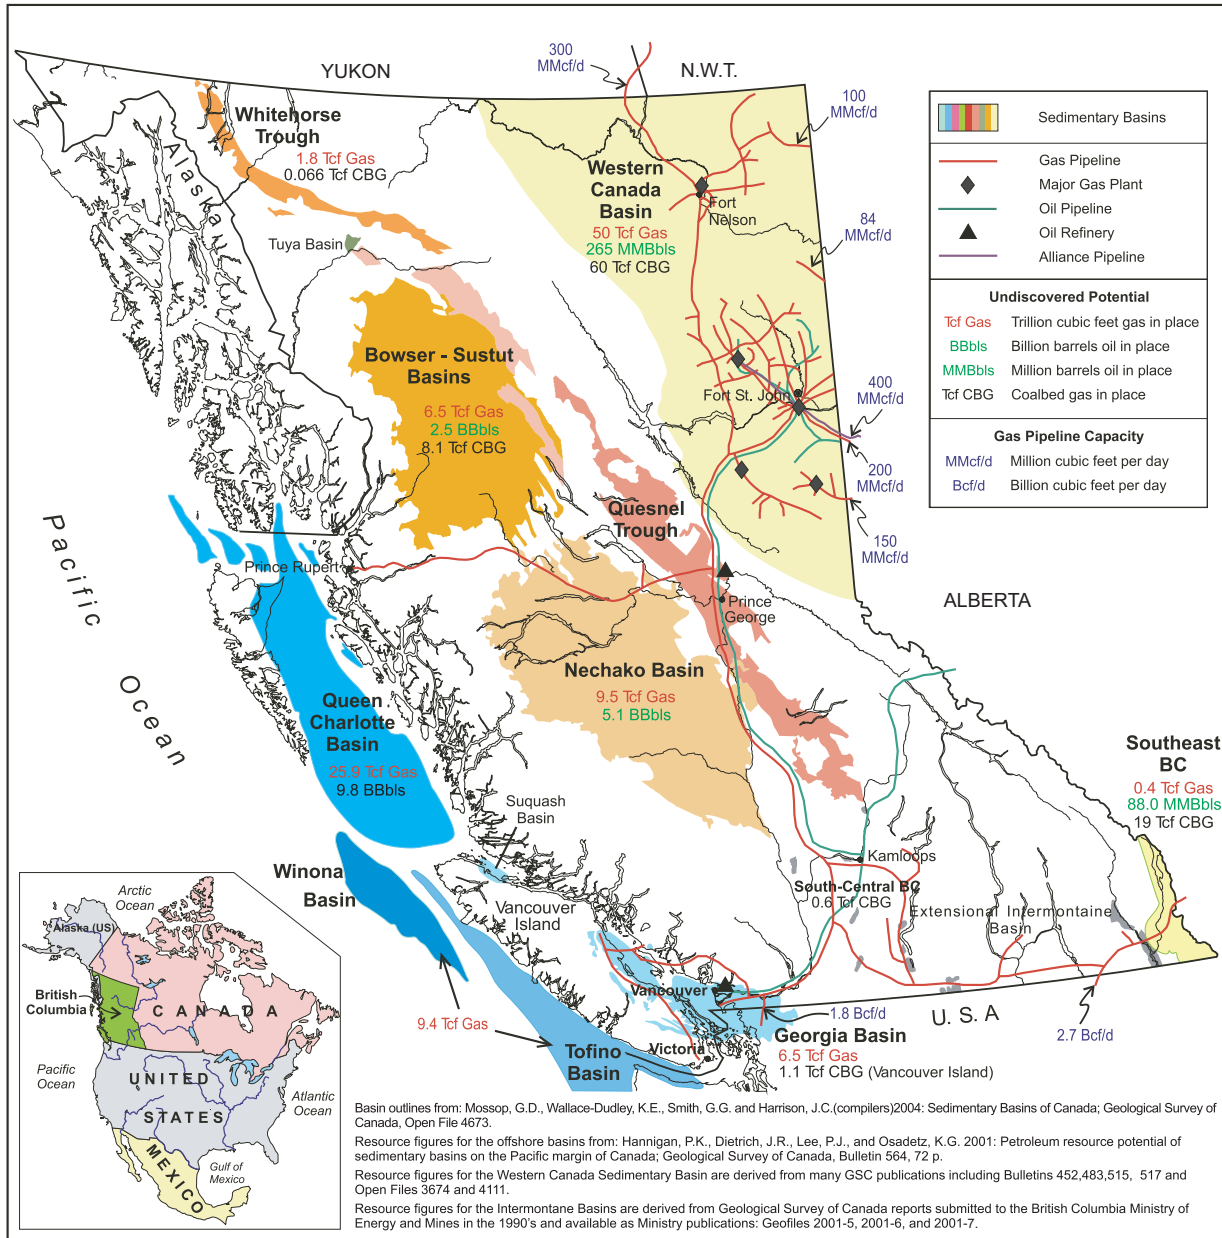 YUKON
N.W.T.
300
MMcf/d
100
MMcf/d
Whitehorse
Trough
1.8 Tcf Gas
0.066 Tcf CBG
Alaska
Western
Canada
Basin
50 Tcf Gas
265 MMBbls
60 Tcf CBG
Fort
Nelson
84
MMcf/d
Tuya Basin
Bowser - Sustut
Basins
6.5 Tcf Gas
2.5 BBbls
8.1 Tcf CBG
Fort St. John
400
MMcf/d
200
MMcf/d
150
MMcf/d
Quesnel
Trough
Pacific
Ocean
Prince Rupert
Prince
George
ALBERTA
Nechako Basin
9.5 Tcf Gas
5.1 BBbls
Queen
Charlotte
Basin
25.9 Tcf Gas
9.8 BBbls
Suquash
Basin
Southeast
BC
0.4 Tcf Gas
88.0 MMBbls
19 Tcf CBG
Kamloops
South-Central BC
0.6 Tcf CBG
Extensional Intermontaine
Basin
Winona
Basin
Vancouver
Island
Vancouver
9.4 Tcf Gas
Tofino
Basin
Victoria
1.8 Bcf/d
U. S. A
2.7 Bcf/d
Georgia Basin
6.5 Tcf Gas
1.1 Tcf CBG (Vancouver Island)
Sedimentary Basins
Gas Pipeline
Major Gas Plant
Oil Pipeline
Oil Refinery
Alliance Pipeline
Undiscovered Potential
Tcf Gas Trillion cubic feet gas in place
BBbls Billion barrels oil in place
MMBbls Million barrels oil in place
Tcf CBG Coalbed gas in place
Gas Pipeline Capacity
MMcf/d Million cubic feet per day
Bcf/d Billion cubic feet per day
Arctic
Ocean
Alaska (US)
British
Columbia
CANADA
Pacific
Ocean
UNITED
STATES
Atlantic
Ocean
MEXICO
Gulf of
Mexico
Basin outlines from: Mossop, G.D., Wallace-Dudley, K.E., Smith, G.G. and Harrison, J.C.(compilers)2004: Sedimentary Basins of Canada; Geological Survey of
Canada, Open File 4673.
Resource figures for the offshore basins from: Hannigan, P.K., Dietrich, J.R., Lee, P.J., and Osadetz, K.G. 2001: Petroleum resource potential of
sedimentary basins on the Pacific margin of Canada; Geological Survey of Canada, Bulletin 564, 72 p.
Resource figures for the Western Canada Sedimentary Basin are derived from many GSC publications including Bulletins 452,483,515, 517 and
Open Files 3674 and 4111.
Resource figures for the Intermontane Basins are derived from Geological Survey of Canada reports submitted to the British Columbia Ministry of
Energy and Mines in the 1990's and available as Ministry publications: Geofiles 2001-5, 2001-6, and 2001-7.